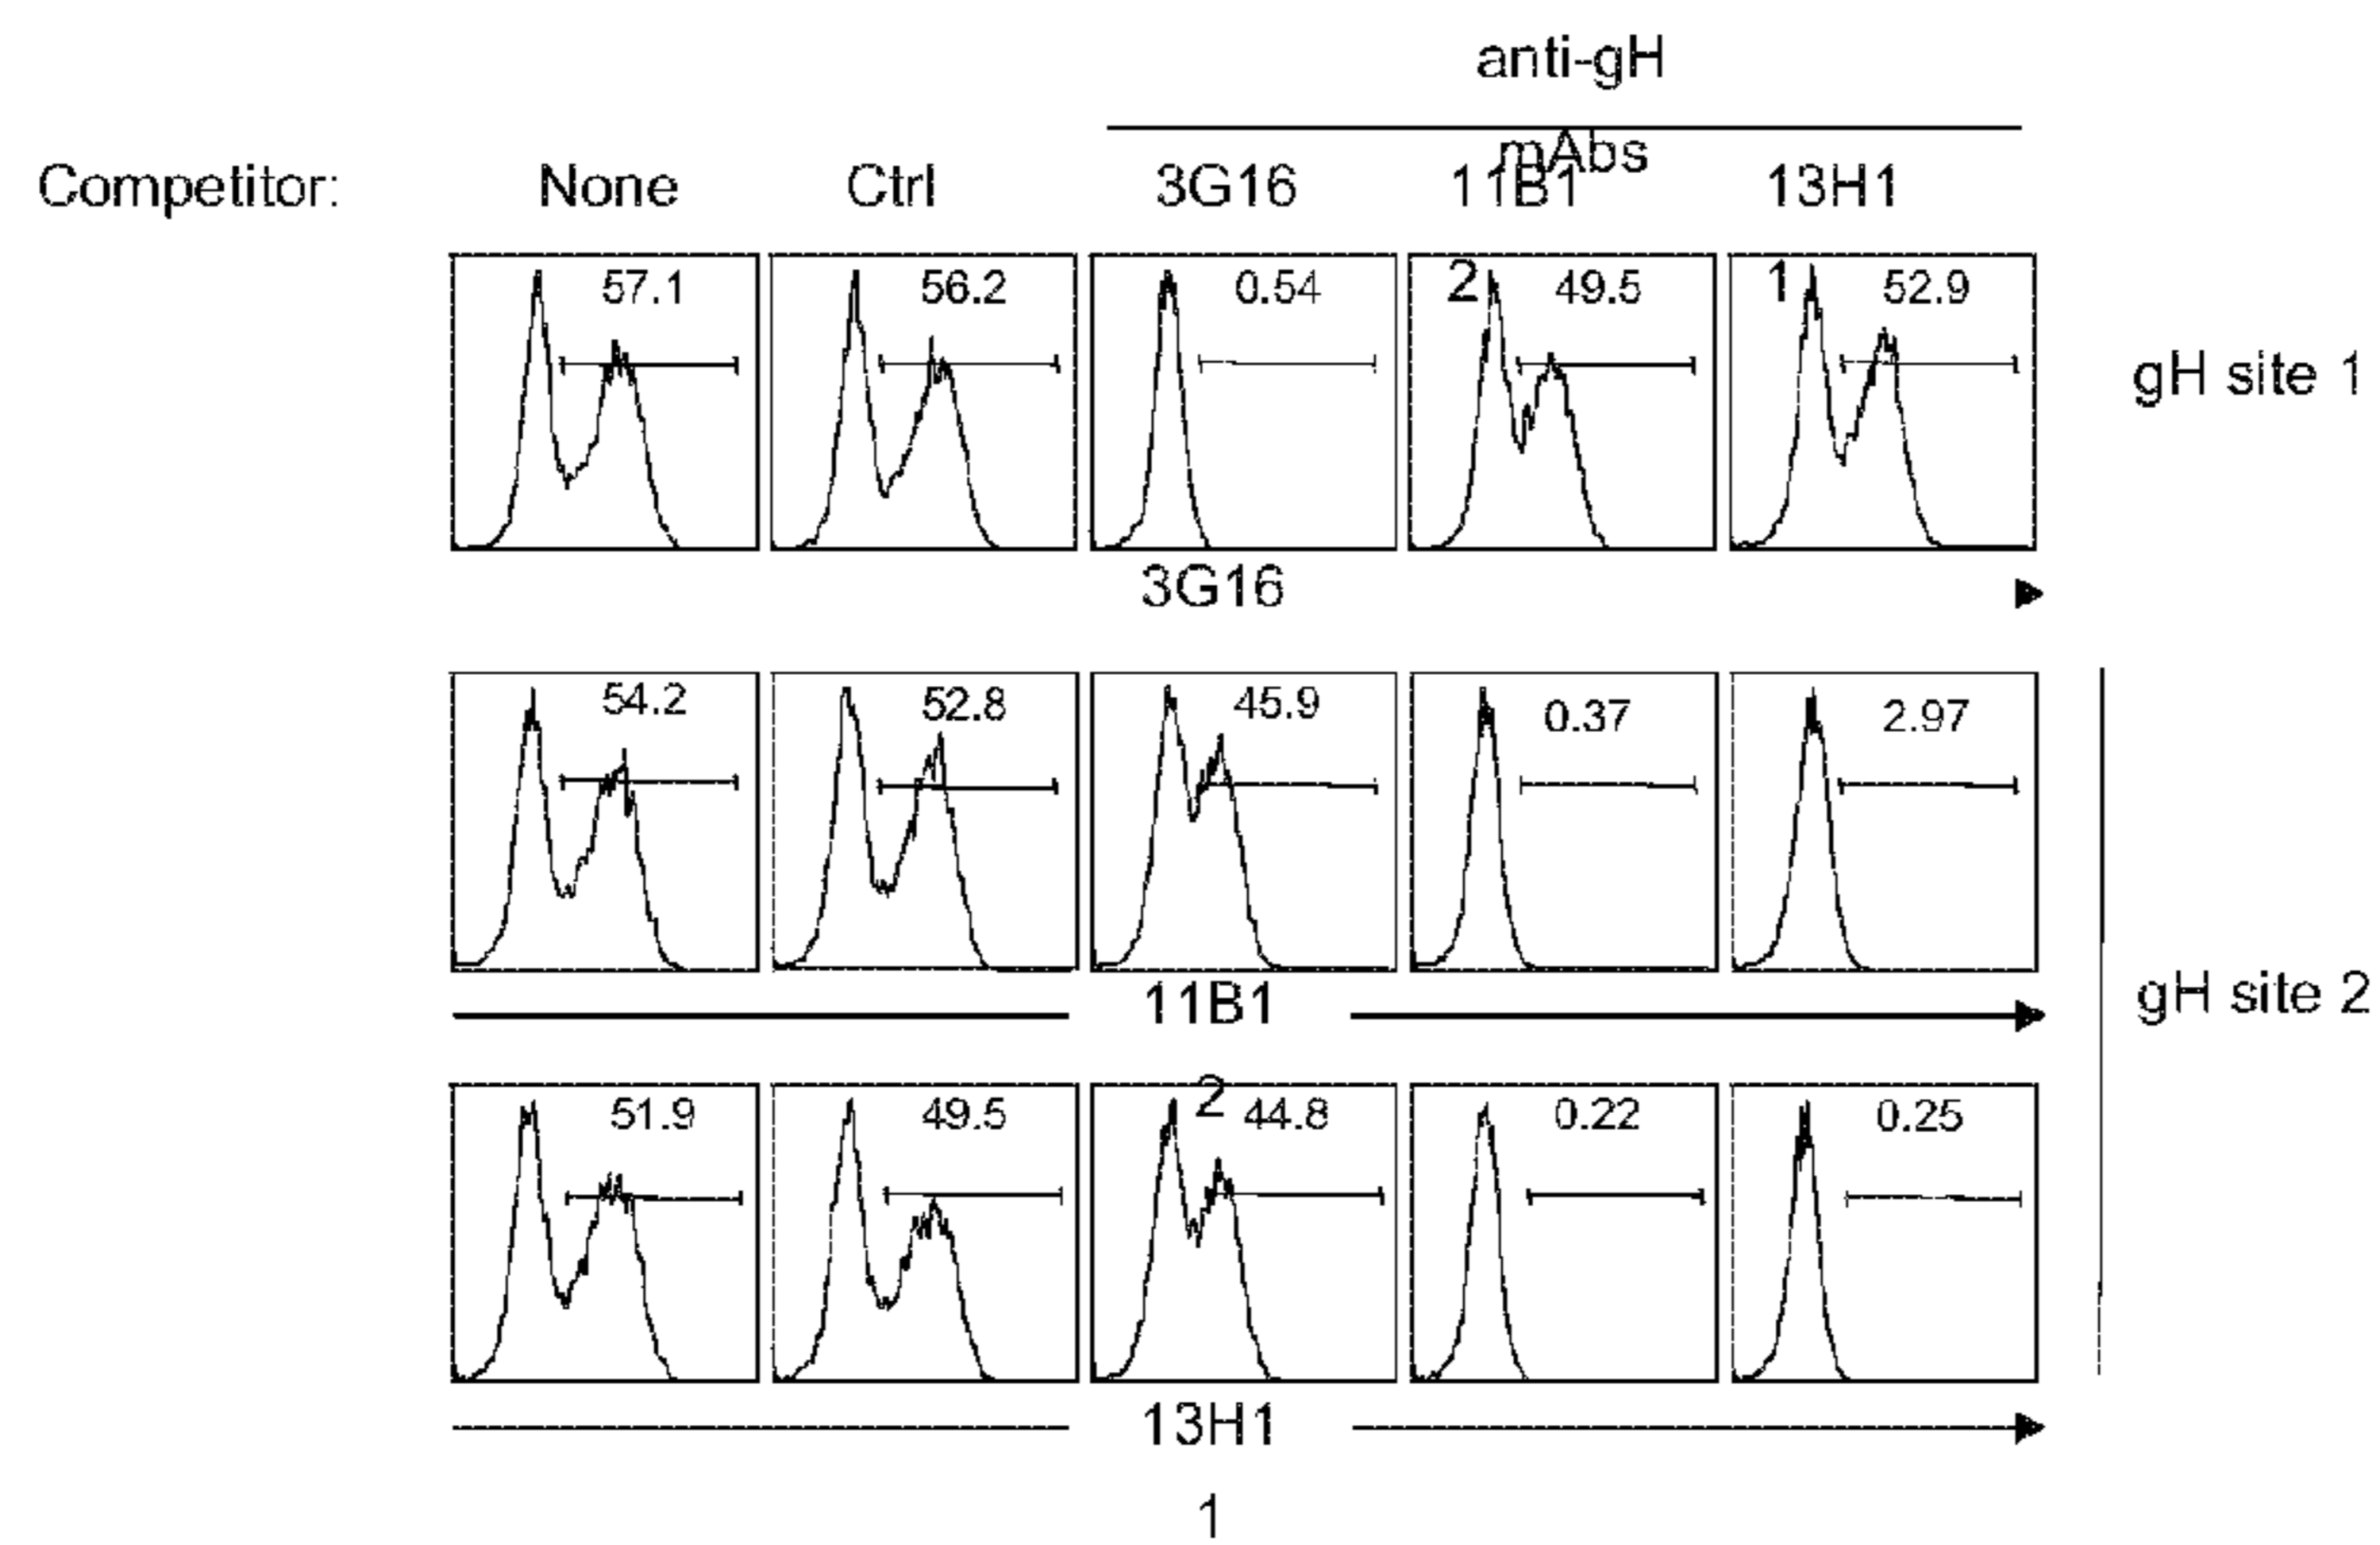 anti-gH
mAbs
Competitor: None Ctrl 3G16 11B1 13H1
57.1 56.2 0.54 2 49.5 1 52.9
gH site 1
3G16
54.2 52.8 45.9 0.37 2.97
11B1
gH site 2
2
51.9 49.5 44.8 0.22 0.25
13H1
1